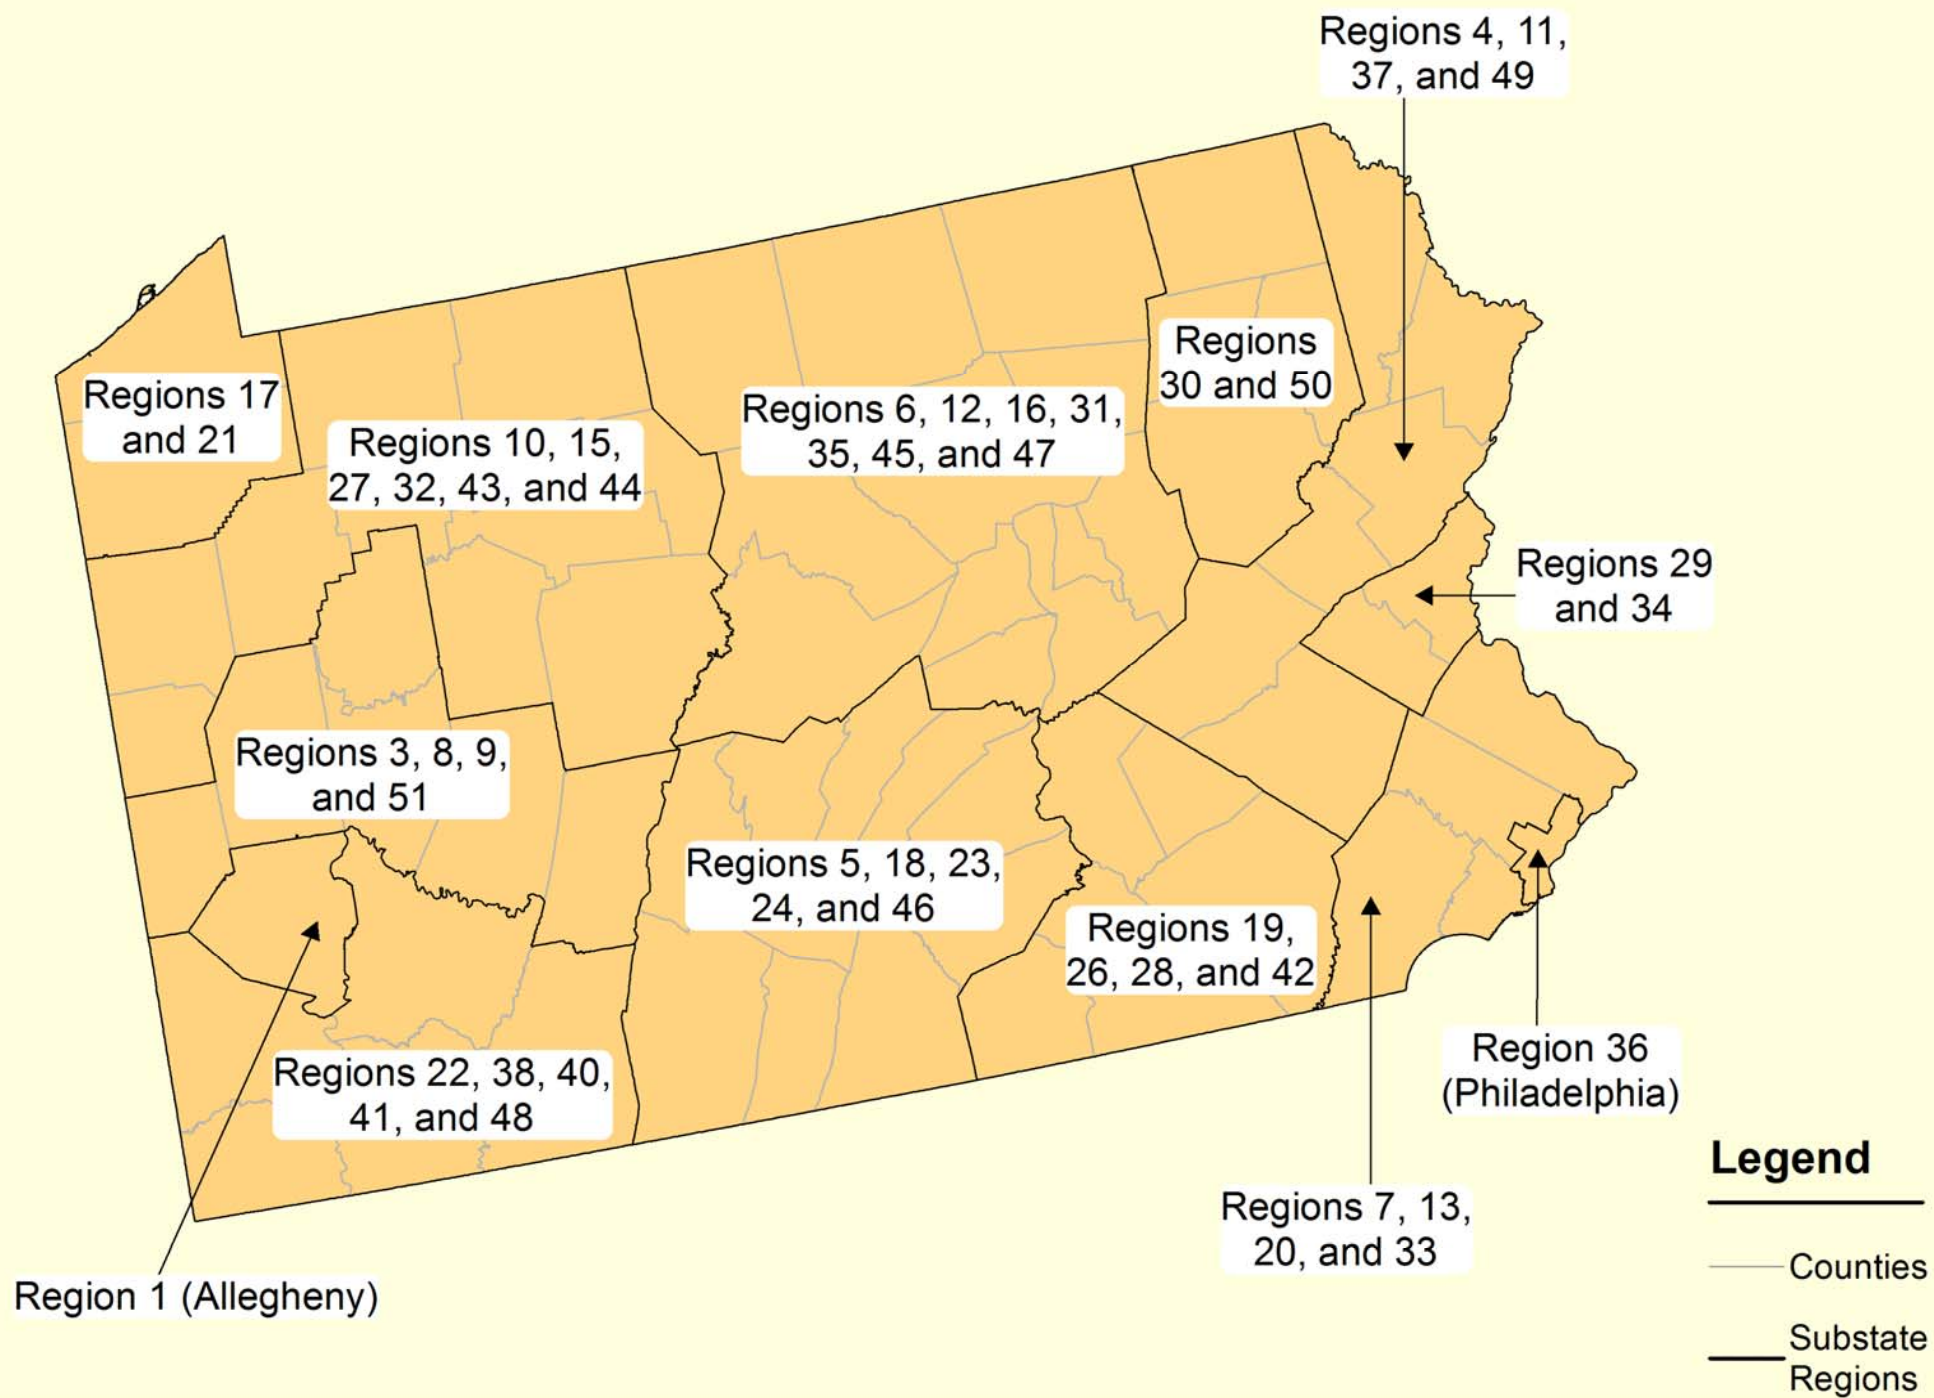 Regions 4, 11,
37, and 49
Regions
30 and 50
Regions 17
and 21
Regions 10, 15,
27, 32, 43, and 44
Regions 6, 12, 16, 31,
35, 45, and 47
Regions 29
and 34
Regions 3, 8, 9,
and 51
Regions 5, 18, 23,
24, and 46
Regions 19,
26, 28, and 42
Region 36
(Philadelphia)
Regions 22, 38, 40,
41, and 48
Regions 7, 13,
20, and 33
Region 1 (Allegheny)
Legend
Counties
Substate
Regions